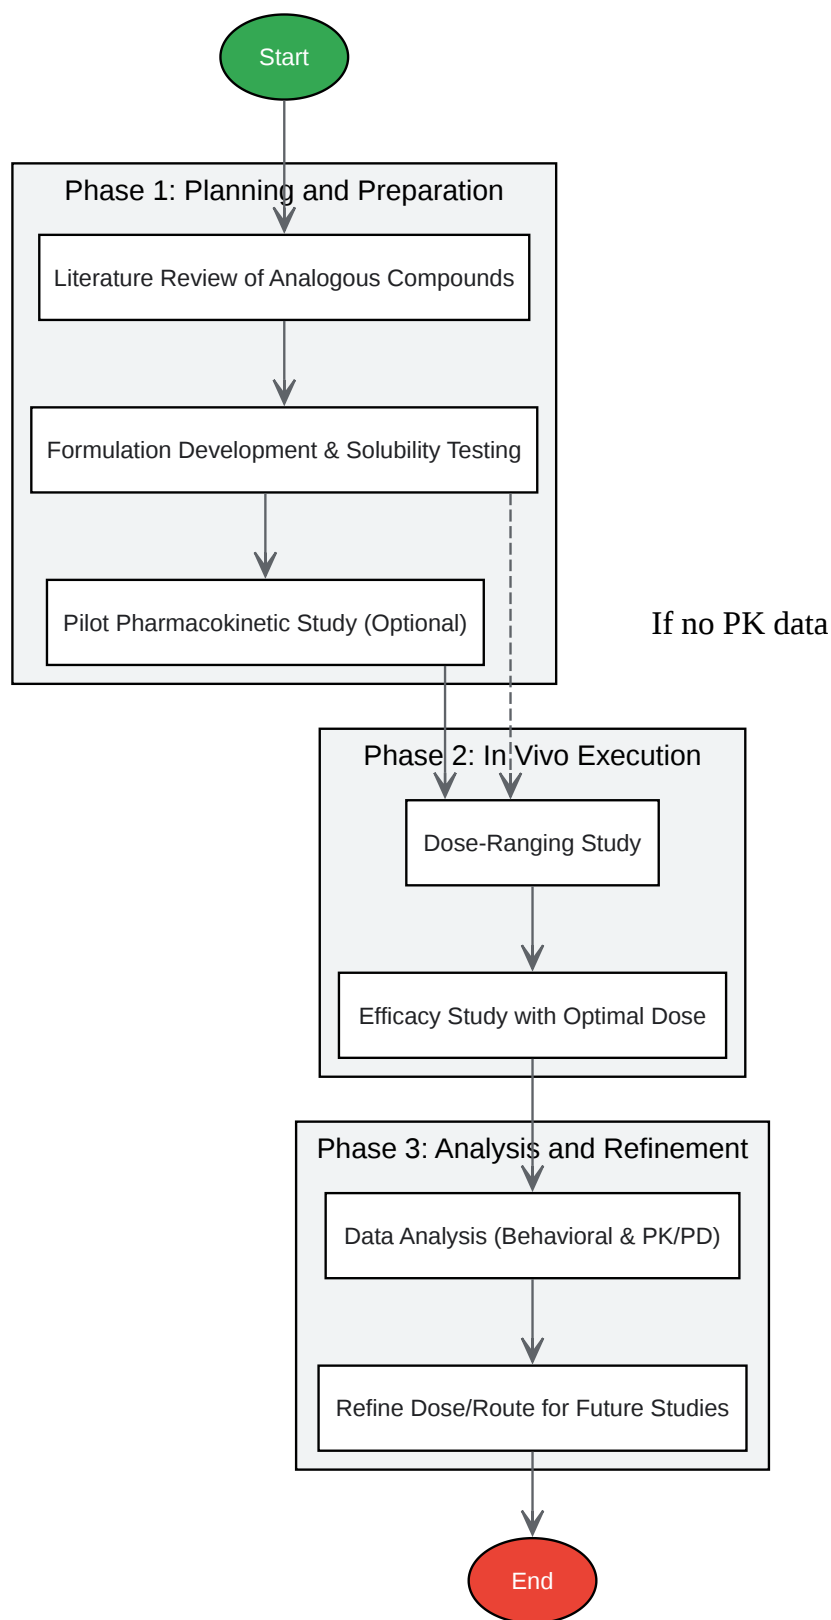 Start
Phase 1: Planning and Preparation
Literature Review of Analogous Compounds
Formulation Development & Solubility Testing
Pilot Pharmacokinetic Study (Optional)
If no PK data
Phase 2: In Vivo Execution
Dose-Ranging Study
Efficacy Study with Optimal Dose
Phase 3: Analysis and Refinement
Data Analysis (Behavioral & PK/PD)
Refine Dose/Route for Future Studies
End